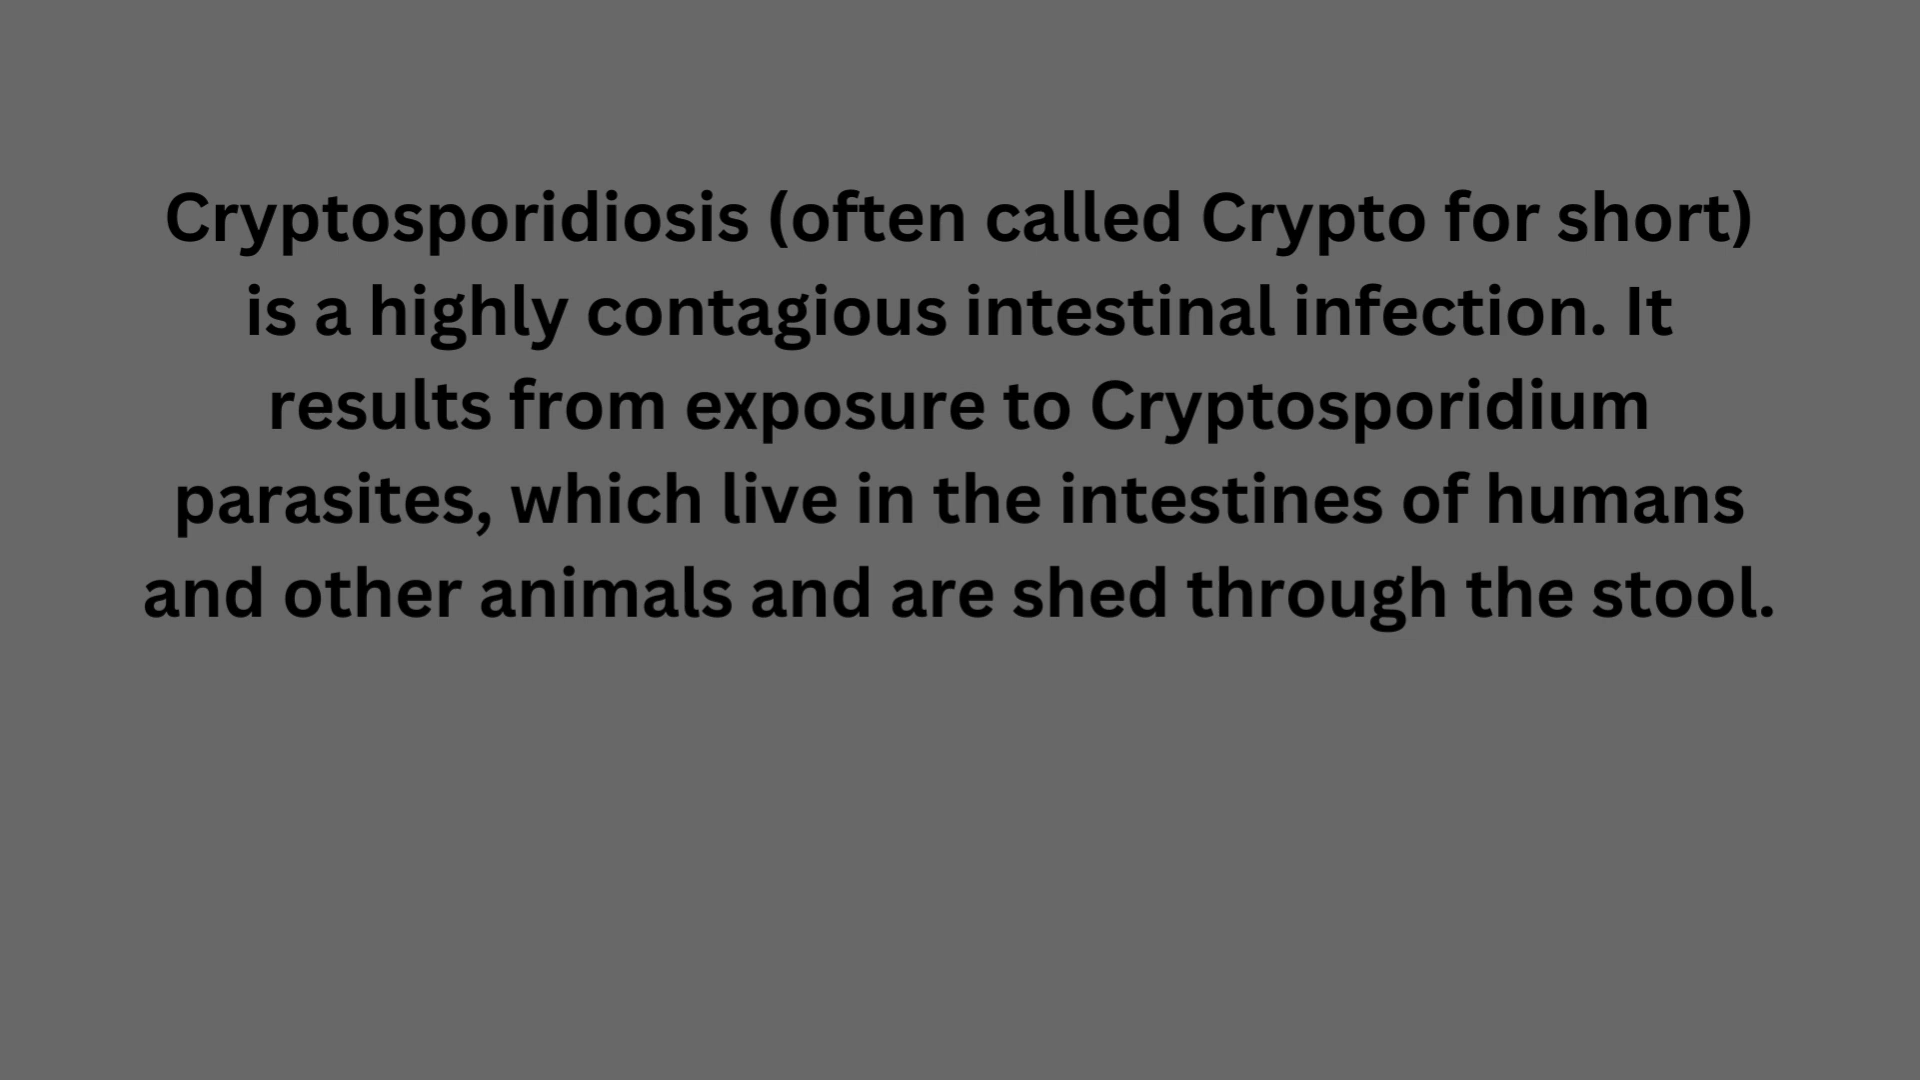 Cryptosporidiosis (often called Crypto for short)
is a highly contagious intestinal infection. It
results from exposure to Cryptosporidium
parasites, which live in the intestines of humans
and other animals and are shed through the stool.